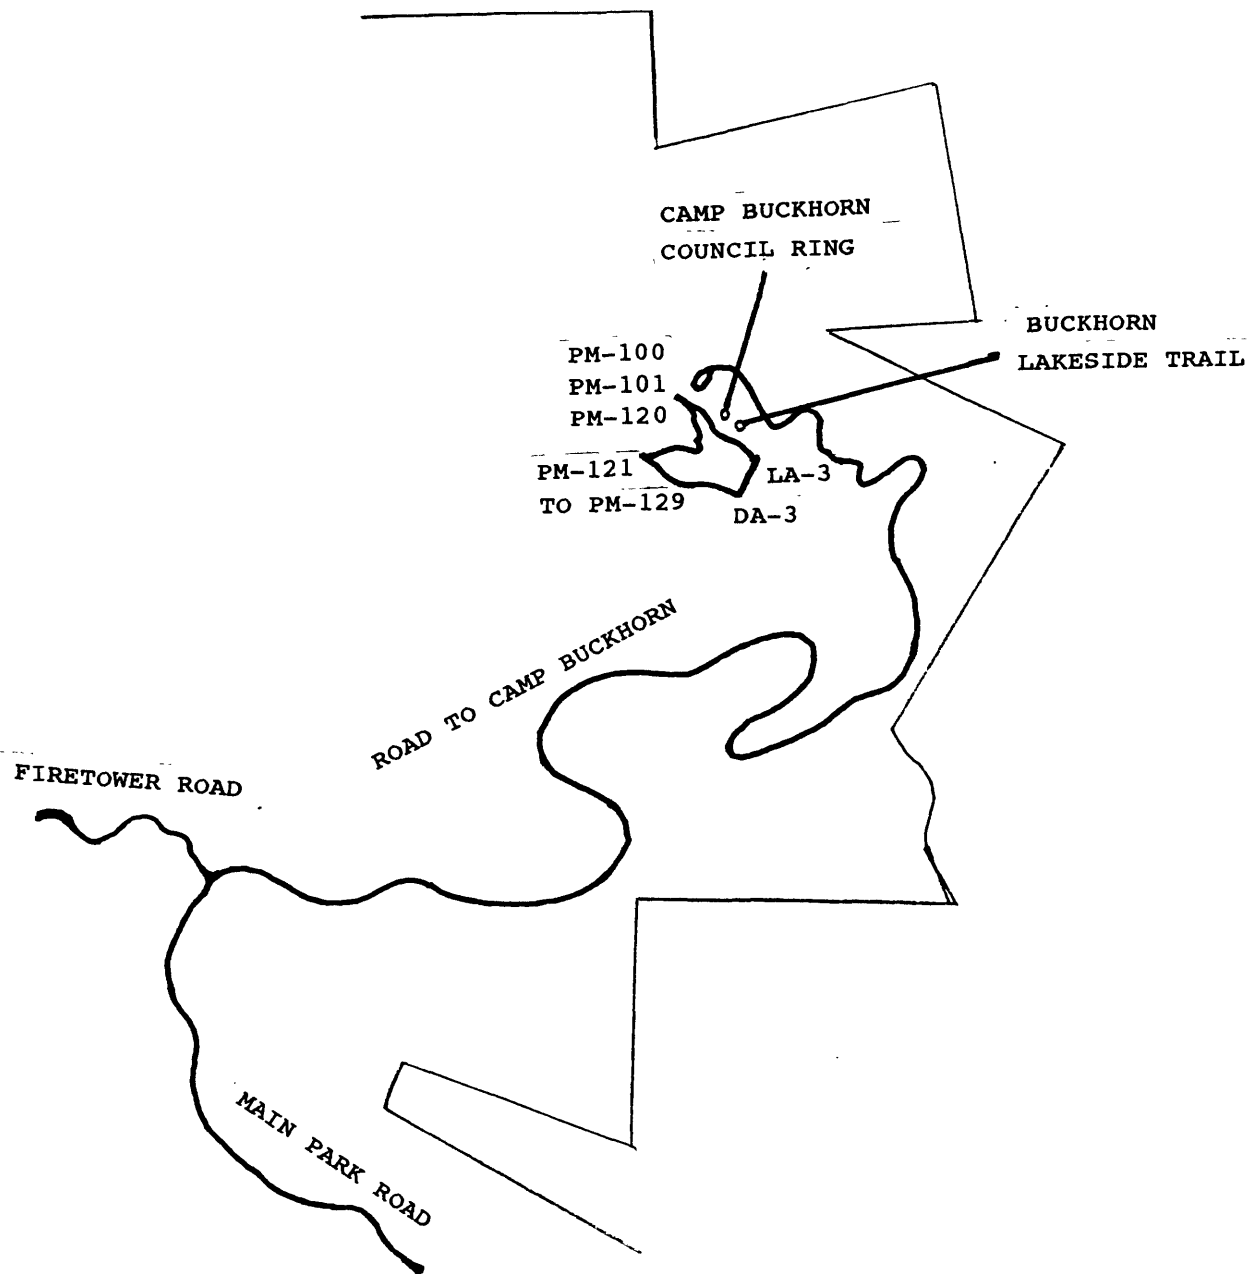 CAMP BUCKHORN
COUNCIL RING
BUCKHORN
LAKESIDE TRAIL
PM-100
PM-101
PM-120
PM-121
TO PM-129
LA-3
DA-3
ROAD TO CAMP BUCKHORN
FIRETOWER ROAD
MAIN PARK ROAD